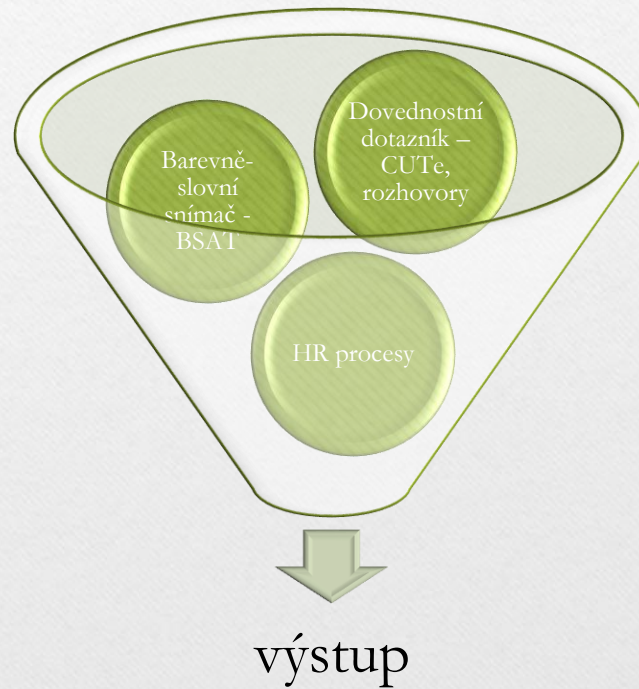 Barevně-
slovní
snímač -
BSAT
Dovednostní
dotazník –
CUTe,
rozhovory
HR procesy
výstup